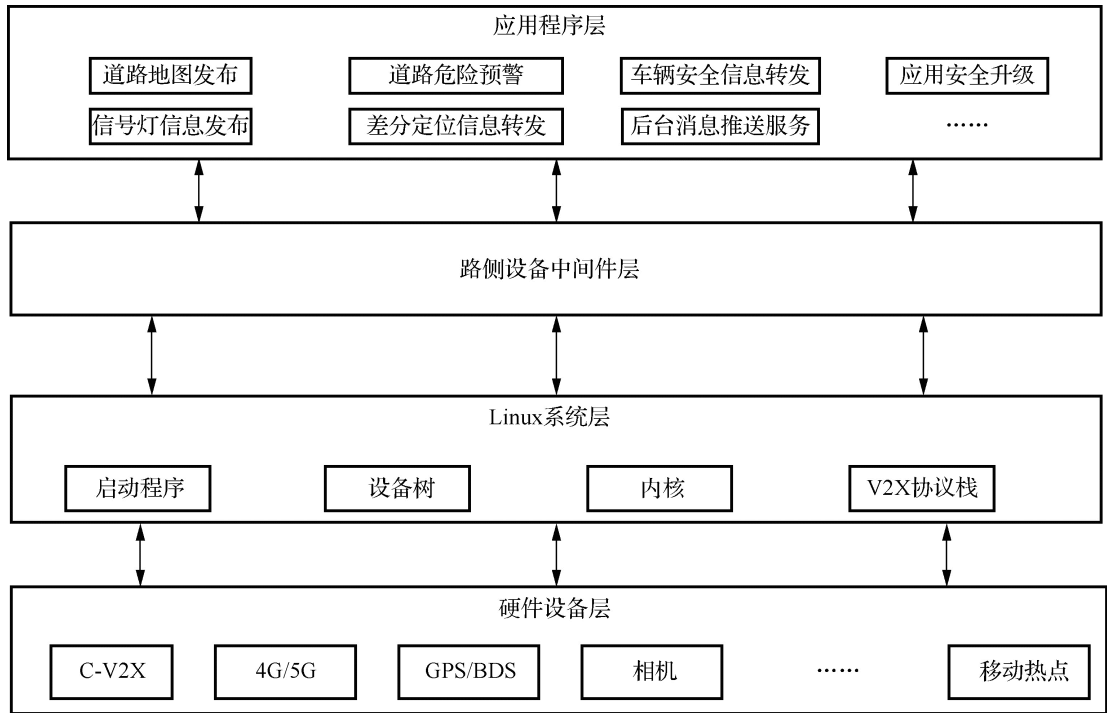 应用程序层
道路地图发布 道路危险预警 车辆安全信息转发 应用安全升级
信号灯信息发布 差分定位信息转发 后台消息推送服务 ……
路侧设备中间件层
Linux系统层
启动程序 设备树 内核 V2X协议栈
硬件设备层
C-V2X 4G/5G GPS/BDS 相机 …… 移动热点